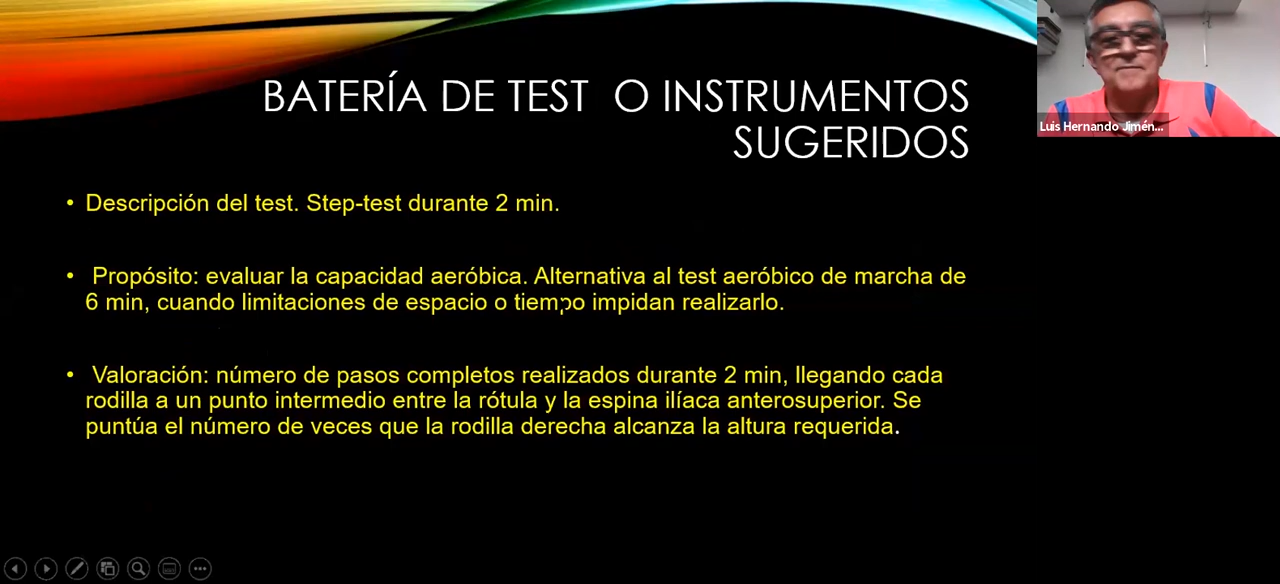 BATERÍA DE TEST O INSTRUMENTOS
SUGERIDOS
Luis Hernando Jimén...
• Descripción del test. Step-test durante 2 min.
• Propósito: evaluar la capacidad aeróbica. Alternativa al test aeróbico de marcha de
6 min, cuando limitaciones de espacio o tiempo impidan realizarlo.
• Valoración: número de pasos completos realizados durante 2 min, llegando cada
rodilla a un punto intermedio entre la rótula y la espina ilíaca anterosuperior. Se
puntúa el número de veces que la rodilla derecha alcanza la altura requerida.